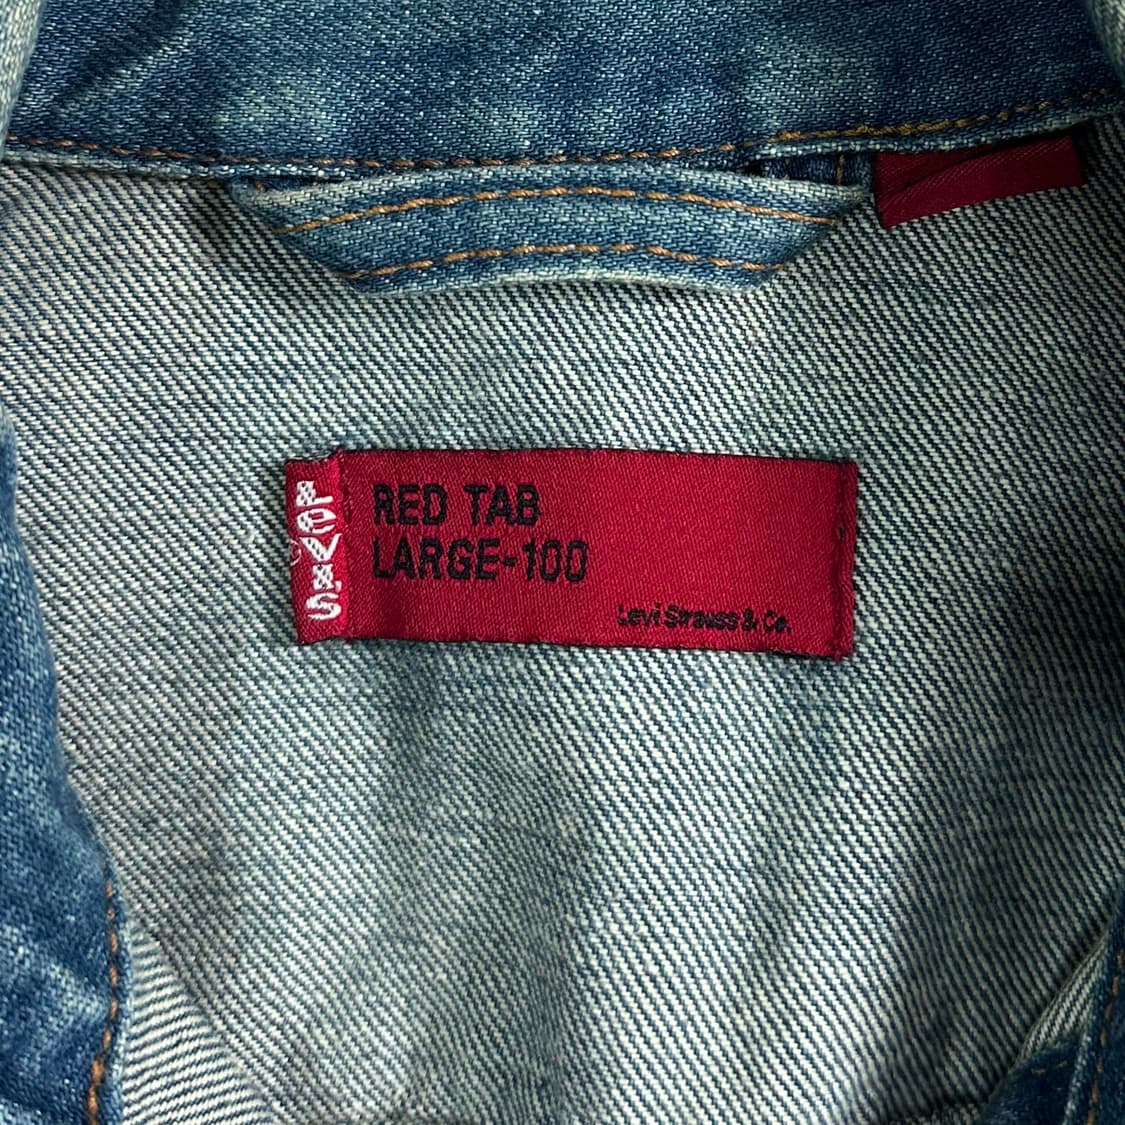 LEVI'S
RED TAB
LARGE-100
Levi Strauss & Co.